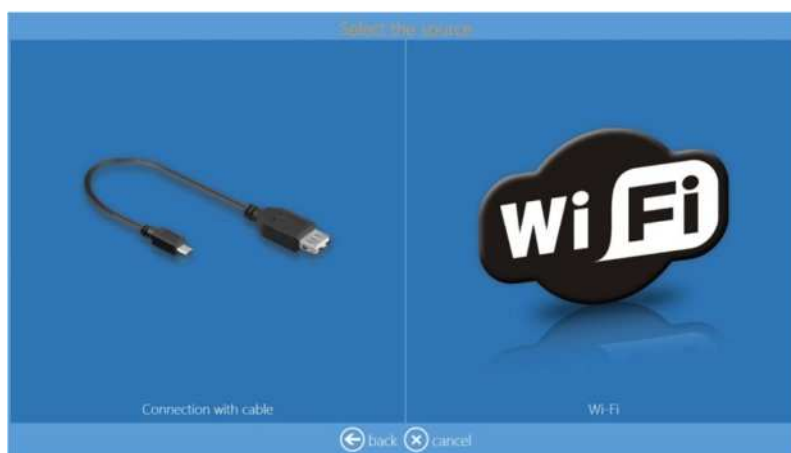 Select the source
Wi Fi
Connection with cable
Wi-Fi
back cancel